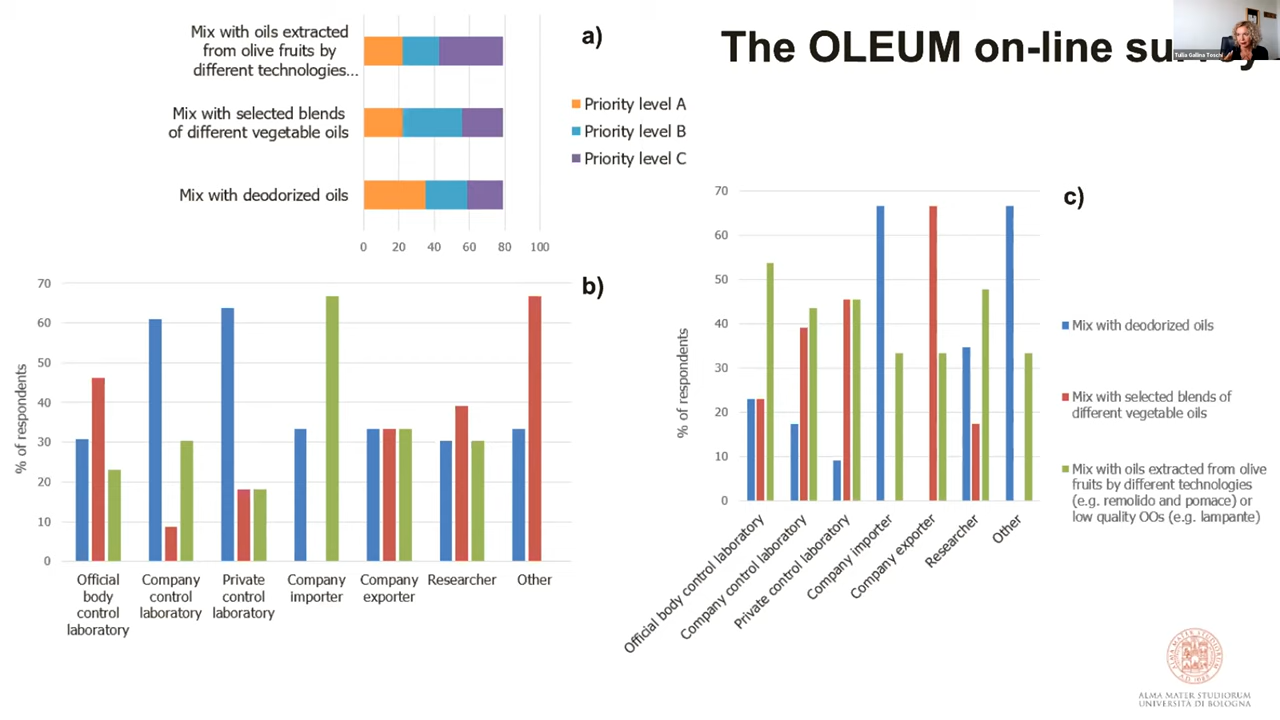 The OLEUM on-line survey
Tullia Gallina Toschi
a)
Mix with oils extracted
from olive fruits by
different technologies...
Mix with selected blends
of different vegetable oils
Mix with deodorized oils
0 20 40 60 80 100
Priority level A
Priority level B
Priority level C
b)
% of respondents
70
60
50
40
30
20
10
0
Official
body
control
laboratory
Company
control
laboratory
Private
control
laboratory
Company
importer
Company
exporter
Researcher
Other
c)
% of respondents
70
60
50
40
30
20
10
0
Official body control laboratory
Company control laboratory
Private control laboratory
Company importer
Company exporter
Researcher
Other
Mix with deodorized oils
Mix with selected blends of
different vegetable oils
Mix with oils extracted from olive
fruits by different technologies
(e.g. remolido and pomace) or
low quality OOs (e.g. lampante)
ALMA MATER STUDIORUM
UNIVERSITÀ DI BOLOGNA